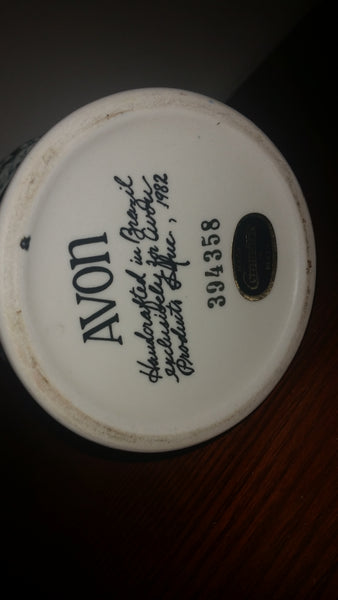 AVON
Handcrafted in Brazil
exclusively for Avon
Products Inc., 1982
394358